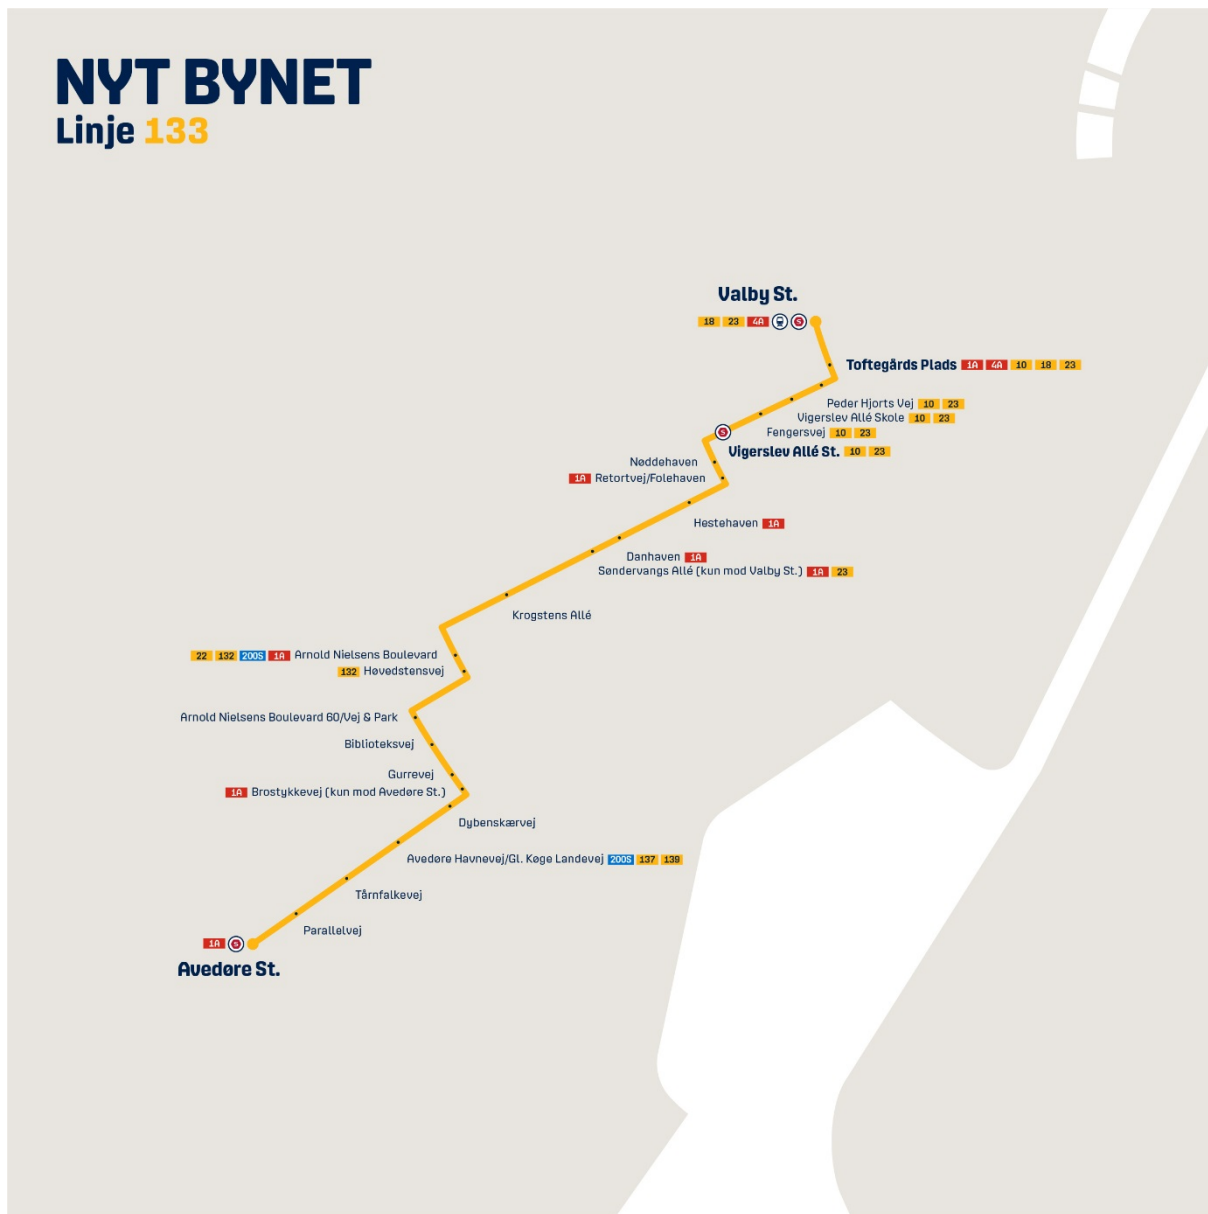 NYT BYNET
Linje 133
Valby St.
18 23 4A S
Toftegårds Plads 1A 4A 10 18 23
Peder Hjorts Vej 10 23
Vigerslev Allé Skole 10 23
Fengersvej 10 23
S
Vigerslev Allé St. 10 23
Nøddehaven
1A Retortvej/Folehaven
Hestehaven 1A
Danhaven 1A
Søndervangs Allé (kun mod Valby St.) 1A 23
Krogstens Allé
22 132 200S 1A Arnold Nielsens Boulevard
132 Høvedstensvej
Arnold Nielsens Boulevard 60/Vej & Park
Biblioteksvej
Gurrevej
1A Brostykkevej (kun mod Avedøre St.)
Dybenskærvej
Avedøre Havnevej/Gl. Køge Landevej 200S 137 139
Tårnfalkevej
Parallelvej
1A S
Avedøre St.